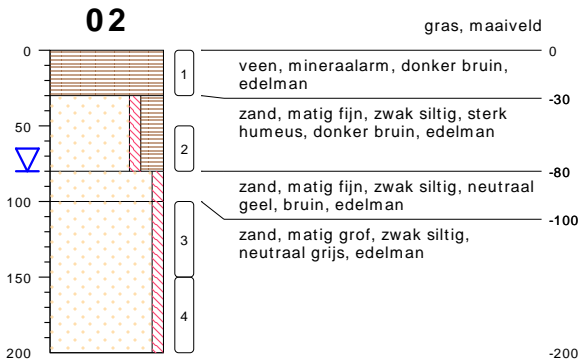 02
gras, maaiveld
0
0
1
veen, mineraalarm, donker bruin,
edelman
-30
zand, matig fijn, zwak siltig, sterk
humeus, donker bruin, edelman
50
2
-80
zand, matig fijn, zwak siltig, neutraal
geel, bruin, edelman
100
-100
3
zand, matig grof, zwak siltig,
neutraal grijs, edelman
150
4
200
-200